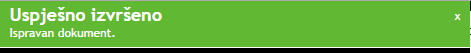 Uspješno izvršeno
x
Ispravan dokument.